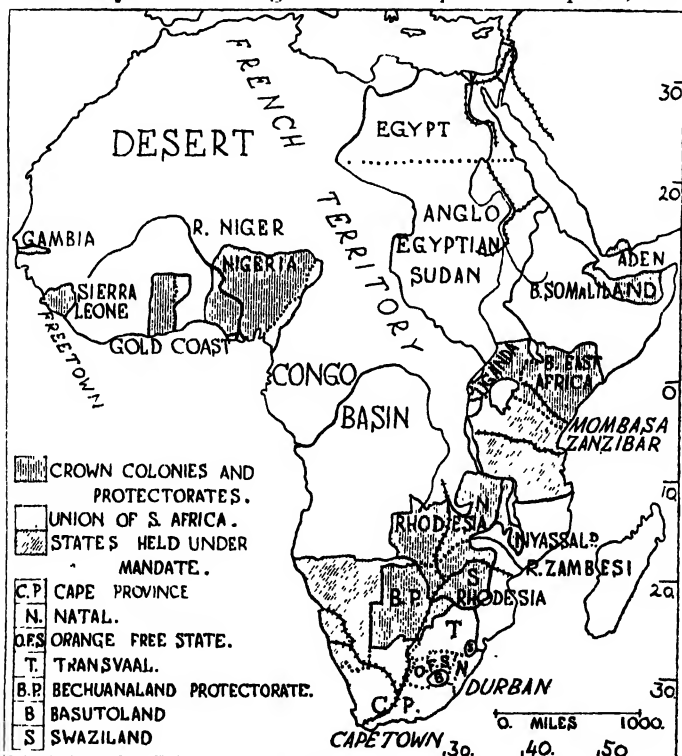 FRENCH
TERRITORY
DESERT
EGYPT
ANGLO
EGYPTIAN
SUDAN
GAMBIA
R. NIGER
NIGERIA
SIERRA
LEONE
FREETOWN
GOLD COAST
ADEN
B. SOMALILAND
CONGO
BASIN
UGANDA
B. EAST
AFRICA
MOMBASA
ZANZIBAR
N
RHODESIA
NYASSALD.
R. ZAMBESI
S
RHODESIA
B.P.
T
S
O.F.S
N
B
C.P.
DURBAN
CAPETOWN
30
20
0
10
20
30
CROWN COLONIES AND
PROTECTORATES.
UNION OF S. AFRICA.
STATES HELD UNDER
MANDATE.
C.P CAPE PROVINCE
N. NATAL.
O.F.S ORANGE FREE STATE.
T. TRANSVAAL.
B.P. BECHUANALAND PROTECTORATE.
B BASUTOLAND
S SWAZILAND
0. MILES 1000.
30. 40. 50